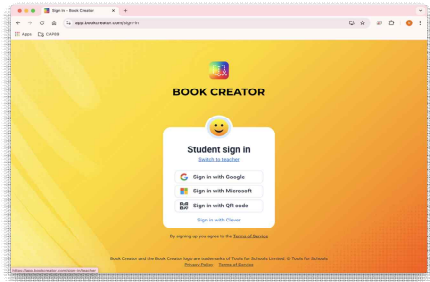 Sign in - Book Creator
app.bookcreator.com/sign-in
Apps
CAPSS
BOOK CREATOR
Student sign in
Switch to teacher
Sign in with Google
Sign in with Microsoft
Sign in with QR code
Sign in with Clever
By signing up you agree to the Terms of Service
Book Creator and the Book Creator logo are trademarks of Tools for Schools Limited. © Tools for Schools
Privacy Policy Terms of Service